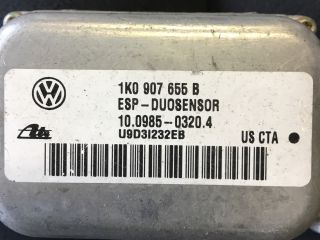 1K0 907 655 B
ESP-DUOSENSOR
10.0985-0320.4
U9D3I232EB
US CTA
Ate